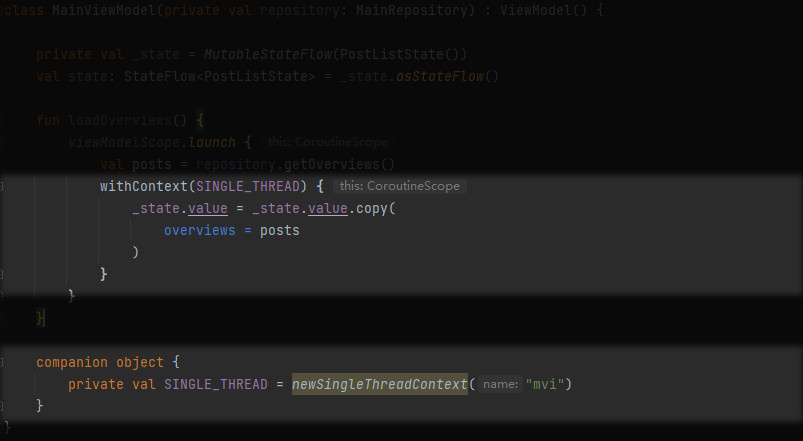 class MainViewModel(private val repository: MainRepository) : ViewModel() {
private val _state = MutableStateFlow(PostListState())
val state: StateFlow<PostListState> = _state.asStateFlow()
fun loadOverviews() {
viewModelScope.launch { this: CoroutineScope
val posts = repository.getOverviews()
withContext(SINGLE_THREAD) { this: CoroutineScope
_state.value = _state.value.copy(
overviews = posts
)
}
}
}
companion object {
private val SINGLE_THREAD = newSingleThreadContext( name: "mvi")
}
}